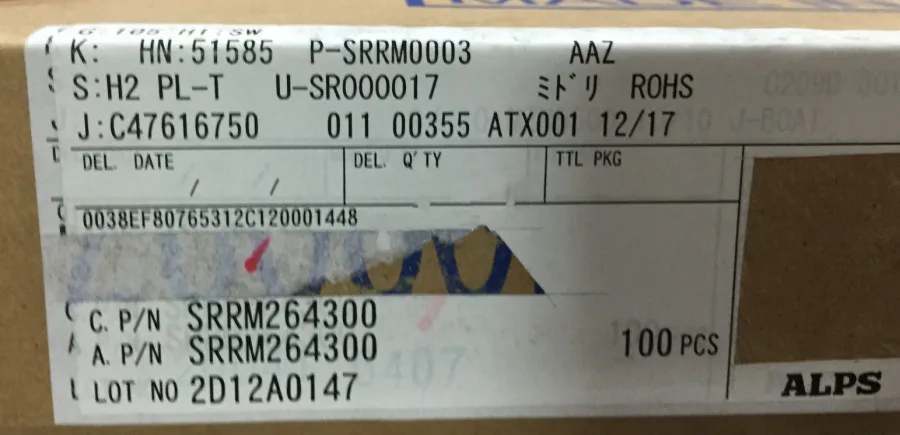 K: HN:51585 P-SRRM0003 AAZ
S:H2 PL-T U-SR000017 ミドリ ROHS
J:C47616750 011 00355 ATX001 12/17
DEL. DATE DEL. Q'TY TTL PKG
/ /
0038EF80765312C120001448
C. P/N SRRM264300
A. P/N SRRM264300 100 PCS
LOT NO 2D12A0147
ALPS